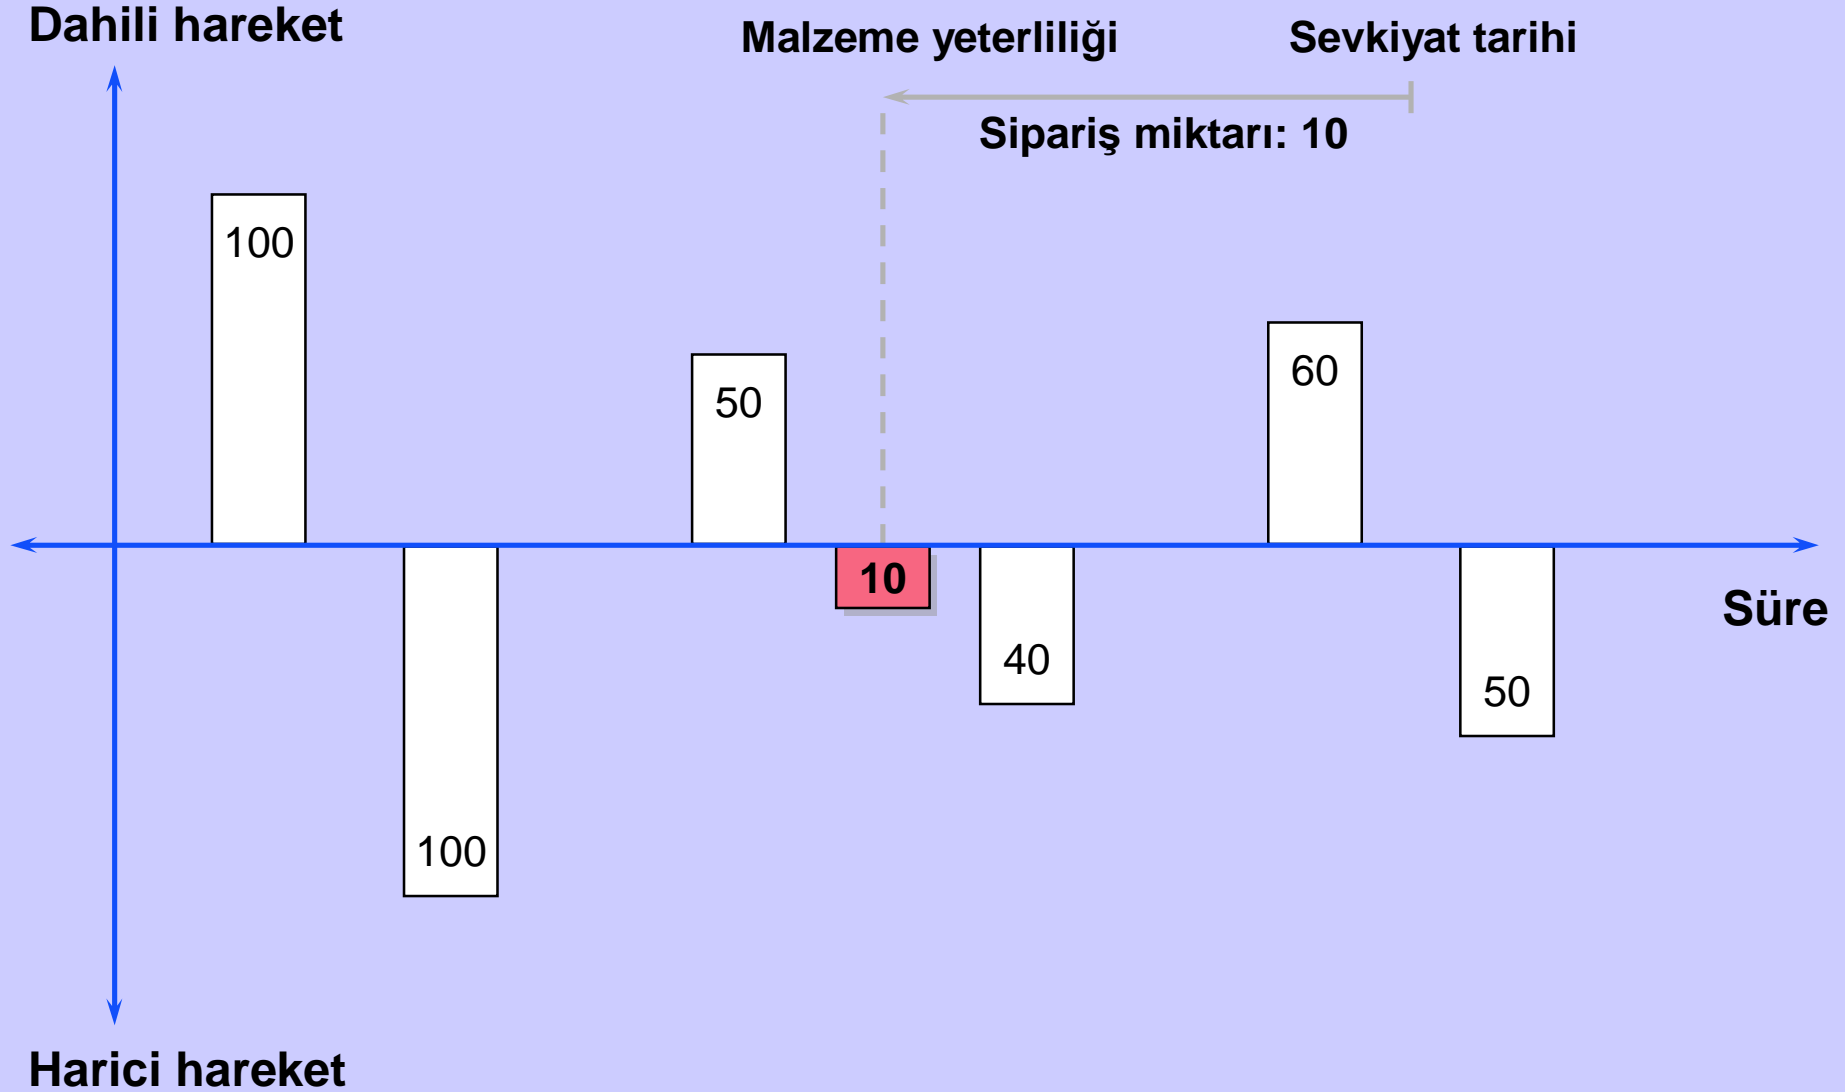 Dahili hareket
Malzeme yeterliliği
Sevkiyat tarihi
Sipariş miktarı: 10
100
50
60
10
Süre
40
50
100
Harici hareket